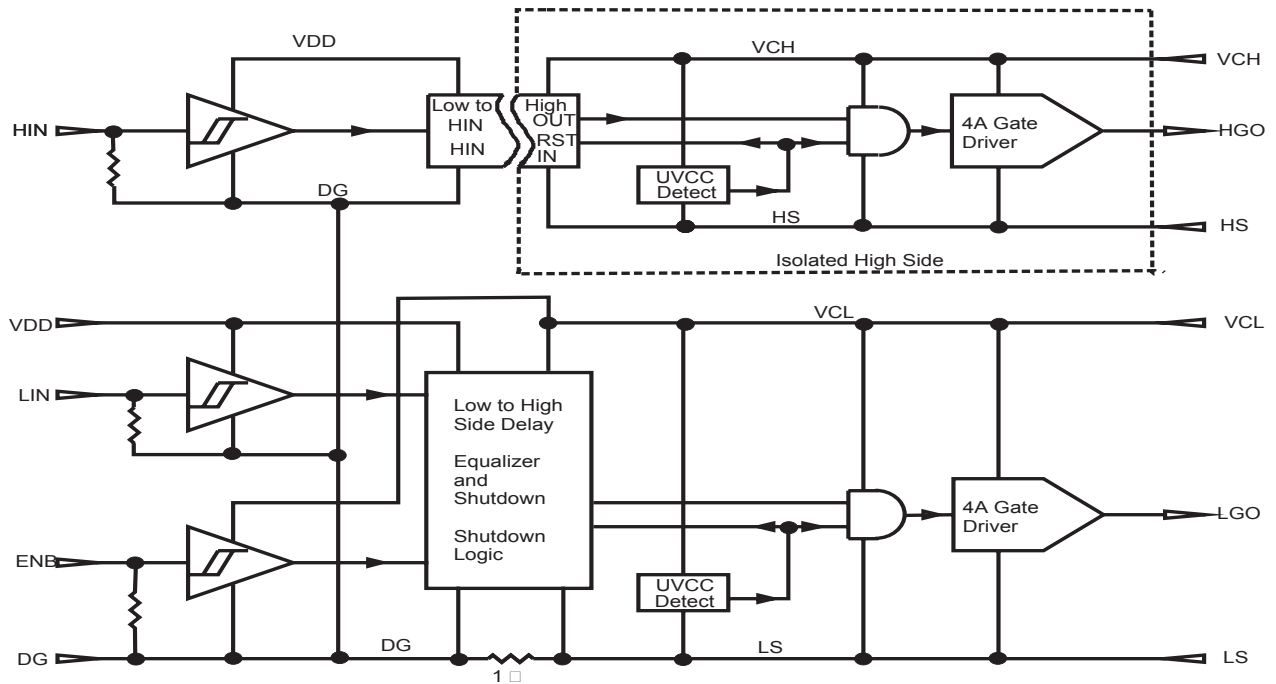 VDD
VCH
VCH
HIN
Low to
HIN
HIN
High
OUT
RST
IN
4A Gate
Driver
HGO
UVCC
Detect
DG
HS
HS
Isolated High Side
VDD
VCL
VCL
LIN
Low to High
Side Delay
Equalizer
and
Shutdown
Shutdown
Logic
4A Gate
Driver
LGO
ENB
UVCC
Detect
DG
DG
LS
LS
1 □